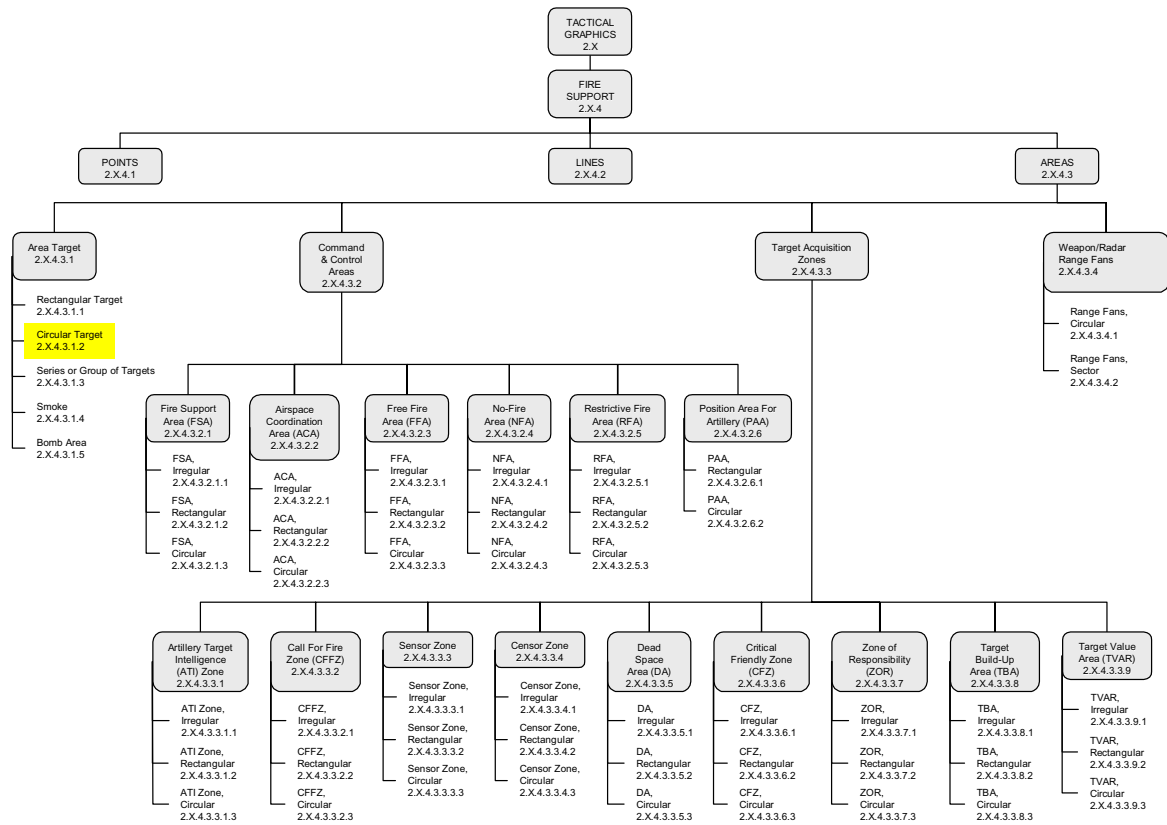 TACTICAL
GRAPHICS
2.X
FIRE
SUPPORT
2.X.4
POINTS
2.X.4.1
LINES
2.X.4.2
AREAS
2.X.4.3
Area Target
2.X.4.3.1
Rectangular Target
2.X.4.3.1.1
Circular Target
2.X.4.3.1.2
Series or Group of Targets
2.X.4.3.1.3
Smoke
2.X.4.3.1.4
Bomb Area
2.X.4.3.1.5
Command
& Control
Areas
2.X.4.3.2
Fire Support
Area (FSA)
2.X.4.3.2.1
FSA,
Irregular
2.X.4.3.2.1.1
FSA,
Rectangular
2.X.4.3.2.1.2
FSA,
Circular
2.X.4.3.2.1.3
Airspace
Coordination
Area (ACA)
2.X.4.3.2.2
ACA,
Irregular
2.X.4.3.2.2.1
ACA,
Rectangular
2.X.4.3.2.2.2
ACA,
Circular
2.X.4.3.2.2.3
Free Fire
Area (FFA)
2.X.4.3.2.3
FFA,
Irregular
2.X.4.3.2.3.1
FFA,
Rectangular
2.X.4.3.2.3.2
FFA,
Circular
2.X.4.3.2.3.3
No-Fire
Area (NFA)
2.X.4.3.2.4
NFA,
Irregular
2.X.4.3.2.4.1
NFA,
Rectangular
2.X.4.3.2.4.2
NFA,
Circular
2.X.4.3.2.4.3
Restrictive Fire
Area (RFA)
2.X.4.3.2.5
RFA,
Irregular
2.X.4.3.2.5.1
RFA,
Rectangular
2.X.4.3.2.5.2
RFA,
Circular
2.X.4.3.2.5.3
Position Area For
Artillery (PAA)
2.X.4.3.2.6
PAA,
Rectangular
2.X.4.3.2.6.1
PAA,
Circular
2.X.4.3.2.6.2
Target Acquisition
Zones
2.X.4.3.3
Weapon/Radar
Range Fans
2.X.4.3.4
Range Fans,
Circular
2.X.4.3.4.1
Range Fans,
Sector
2.X.4.3.4.2
Artillery Target
Intelligence
(ATI) Zone
2.X.4.3.3.1
ATI Zone,
Irregular
2.X.4.3.3.1.1
ATI Zone,
Rectangular
2.X.4.3.3.1.2
ATI Zone,
Circular
2.X.4.3.3.1.3
Call For Fire
Zone (CFFZ)
2.X.4.3.3.2
CFFZ,
Irregular
2.X.4.3.3.2.1
CFFZ,
Rectangular
2.X.4.3.3.2.2
CFFZ,
Circular
2.X.4.3.3.2.3
Sensor Zone
2.X.4.3.3.3
Sensor Zone,
Irregular
2.X.4.3.3.3.1
Sensor Zone,
Rectangular
2.X.4.3.3.3.2
Sensor Zone,
Circular
2.X.4.3.3.3.3
Censor Zone
2.X.4.3.3.4
Censor Zone,
Irregular
2.X.4.3.3.4.1
Censor Zone,
Rectangular
2.X.4.3.3.4.2
Censor Zone,
Circular
2.X.4.3.3.4.3
Dead
Space
Area (DA)
2.X.4.3.3.5
DA,
Irregular
2.X.4.3.3.5.1
DA,
Rectangular
2.X.4.3.3.5.2
DA,
Circular
2.X.4.3.3.5.3
Critical
Friendly Zone
(CFZ)
2.X.4.3.3.6
CFZ,
Irregular
2.X.4.3.3.6.1
CFZ,
Rectangular
2.X.4.3.3.6.2
CFZ,
Circular
2.X.4.3.3.6.3
Zone of
Responsibility
(ZOR)
2.X.4.3.3.7
ZOR,
Irregular
2.X.4.3.3.7.1
ZOR,
Rectangular
2.X.4.3.3.7.2
ZOR,
Circular
2.X.4.3.3.7.3
Target
Build-Up
Area (TBA)
2.X.4.3.3.8
TBA,
Irregular
2.X.4.3.3.8.1
TBA,
Rectangular
2.X.4.3.3.8.2
TBA,
Circular
2.X.4.3.3.8.3
Target Value
Area (TVAR)
2.X.4.3.3.9
TVAR,
Irregular
2.X.4.3.3.9.1
TVAR,
Rectangular
2.X.4.3.3.9.2
TVAR,
Circular
2.X.4.3.3.9.3